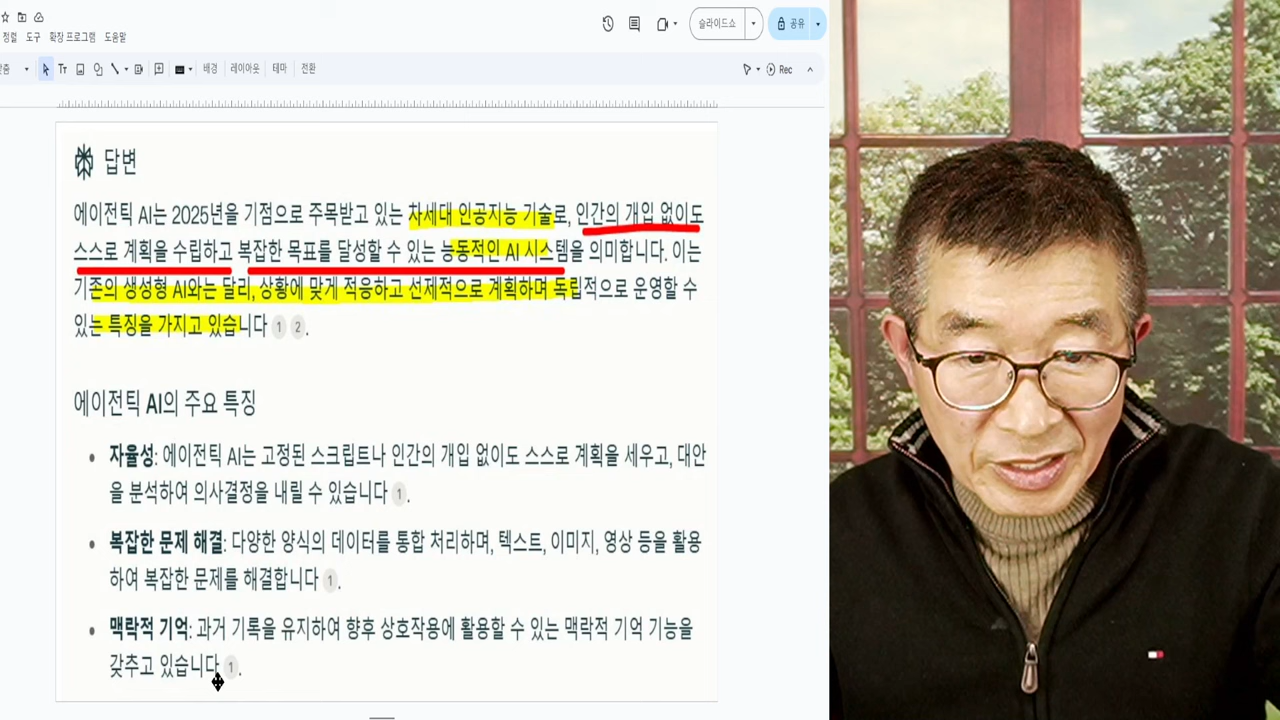 정렬 도구 확장 프로그램 도움말
슬라이드쇼
공유
배경 레이아웃 테마 전환
Rec
답변
에이전틱 AI는 2025년을 기점으로 주목받고 있는 차세대 인공지능 기술로, 인간의 개입 없이도
스스로 계획을 수립하고 복잡한 목표를 달성할 수 있는 능동적인 AI 시스템을 의미합니다. 이는
기존의 생성형 AI와는 달리, 상황에 맞게 적응하고 선제적으로 계획하며 독립적으로 운영할 수
있는 특징을 가지고 있습니다 1 2.
에이전틱 AI의 주요 특징
• 자율성: 에이전틱 AI는 고정된 스크립트나 인간의 개입 없이도 스스로 계획을 세우고, 대안
을 분석하여 의사결정을 내릴 수 있습니다 1.
• 복잡한 문제 해결: 다양한 양식의 데이터를 통합 처리하며, 텍스트, 이미지, 영상 등을 활용
하여 복잡한 문제를 해결합니다 1.
• 맥락적 기억: 과거 기록을 유지하여 향후 상호작용에 활용할 수 있는 맥락적 기억 기능을
갖추고 있습니다 1.